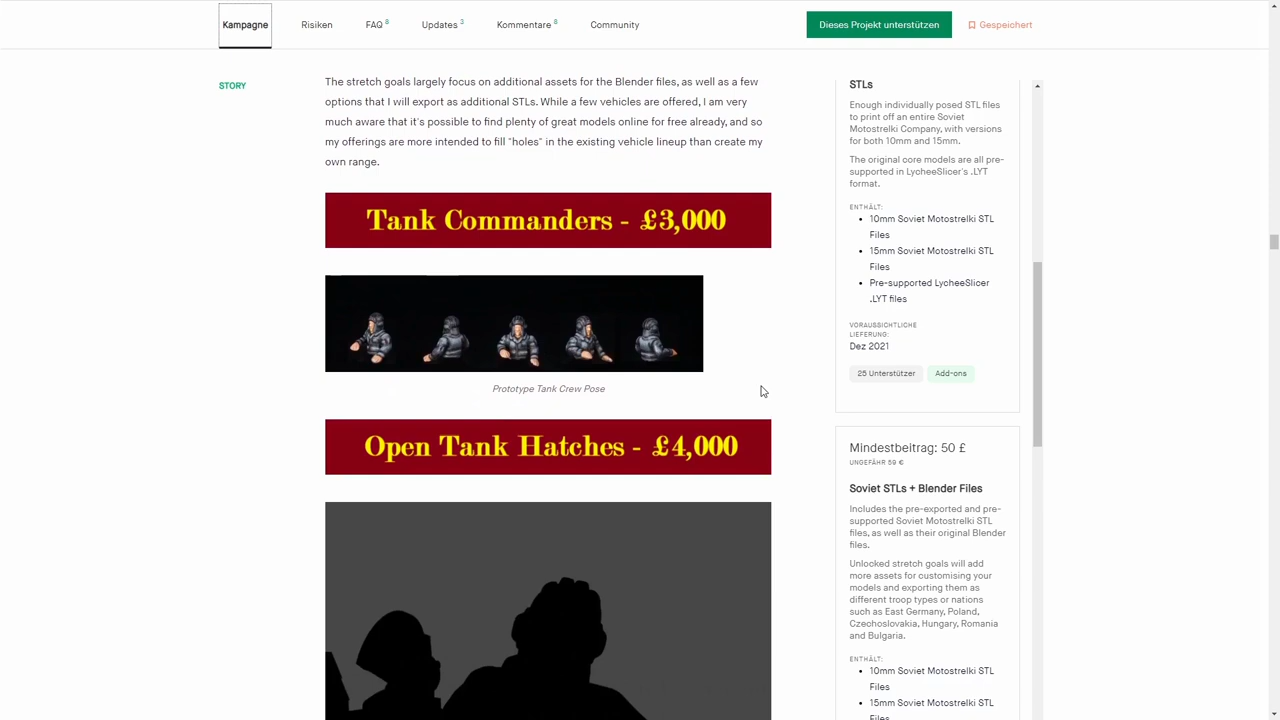 Kampagne
Risiken
FAQ 8
Updates 3
Kommentare 8
Community
Dieses Projekt unterstützen
Gespeichert
STORY
The stretch goals largely focus on additional assets for the Blender files, as well as a few
options that I will export as additional STLs. While a few vehicles are offered, I am very
much aware that it's possible to find plenty of great models online for free already, and so
my offerings are more intended to fill "holes" in the existing vehicle lineup than create my
own range.
Tank Commanders - £3,000
Prototype Tank Crew Pose
Open Tank Hatches - £4,000
STLs
Enough individually posed STL files
to print off an entire Soviet
Motostrelki Company, with versions
for both 10mm and 15mm.
The original core models are all pre-
supported in LycheeSlicer's .LYT
format.
ENTHÄLT:
10mm Soviet Motostrelki STL
Files
15mm Soviet Motostrelki STL
Files
Pre-supported LycheeSlicer
.LYT files
VORAUSSICHTLICHE
LIEFERUNG:
Dez 2021
25 Unterstützer
Add-ons
Mindestbeitrag: 50 £
UNGEFÄHR 59 €
Soviet STLs + Blender Files
Includes the pre-exported and pre-
supported Soviet Motostrelki STL
files, as well as their original Blender
files.
Unlocked stretch goals will add
more assets for customising your
models and exporting them as
different troop types or nations
such as East Germany, Poland,
Czechoslovakia, Hungary, Romania
and Bulgaria.
ENTHÄLT:
10mm Soviet Motostrelki STL
Files
15mm Soviet Motostrelki STL
Files